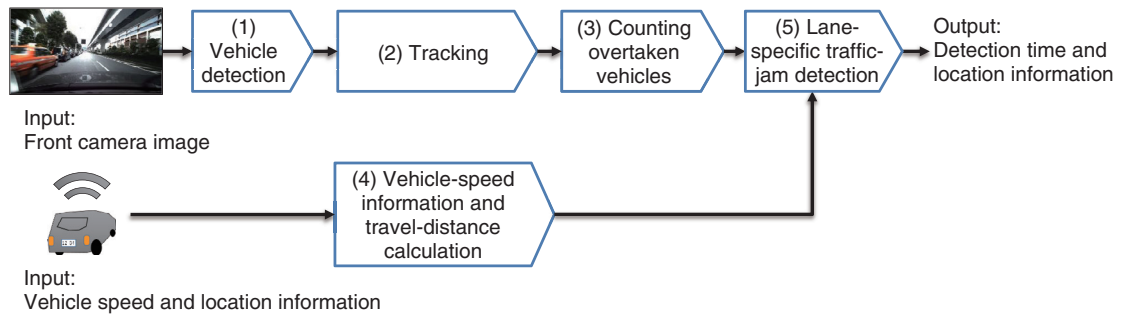 (1)
Vehicle
detection
(2) Tracking
(3) Counting
overtaken
vehicles
(5) Lane-
specific traffic-
jam detection
Output:
Detection time and
location information
Input:
Front camera image
(4) Vehicle-speed
information and
travel-distance
calculation
Input:
Vehicle speed and location information